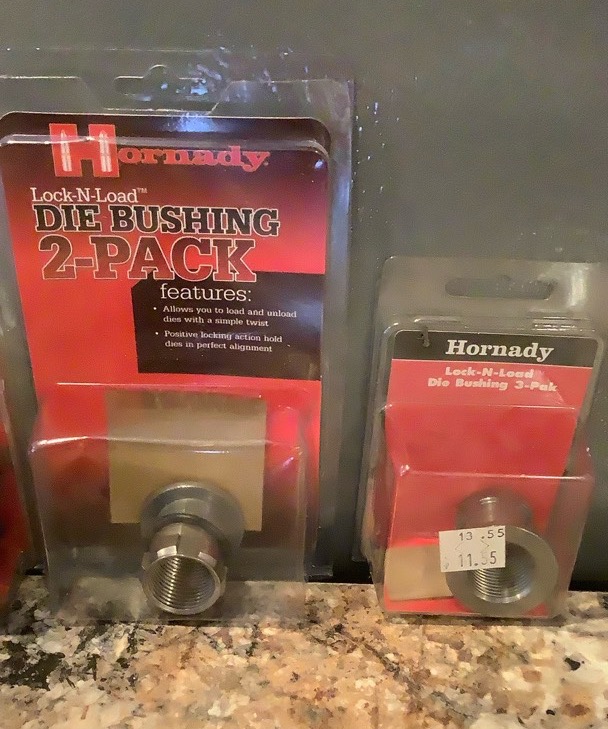 Hornady
Lock-N-Load™
DIE BUSHING
2-PACK
features:
• Allows you to load and unload
dies with a simple twist
• Positive locking action hold
dies in perfect alignment
Hornady
Lock-N-Load
Die Bushing 3-Pak
13.55
11.